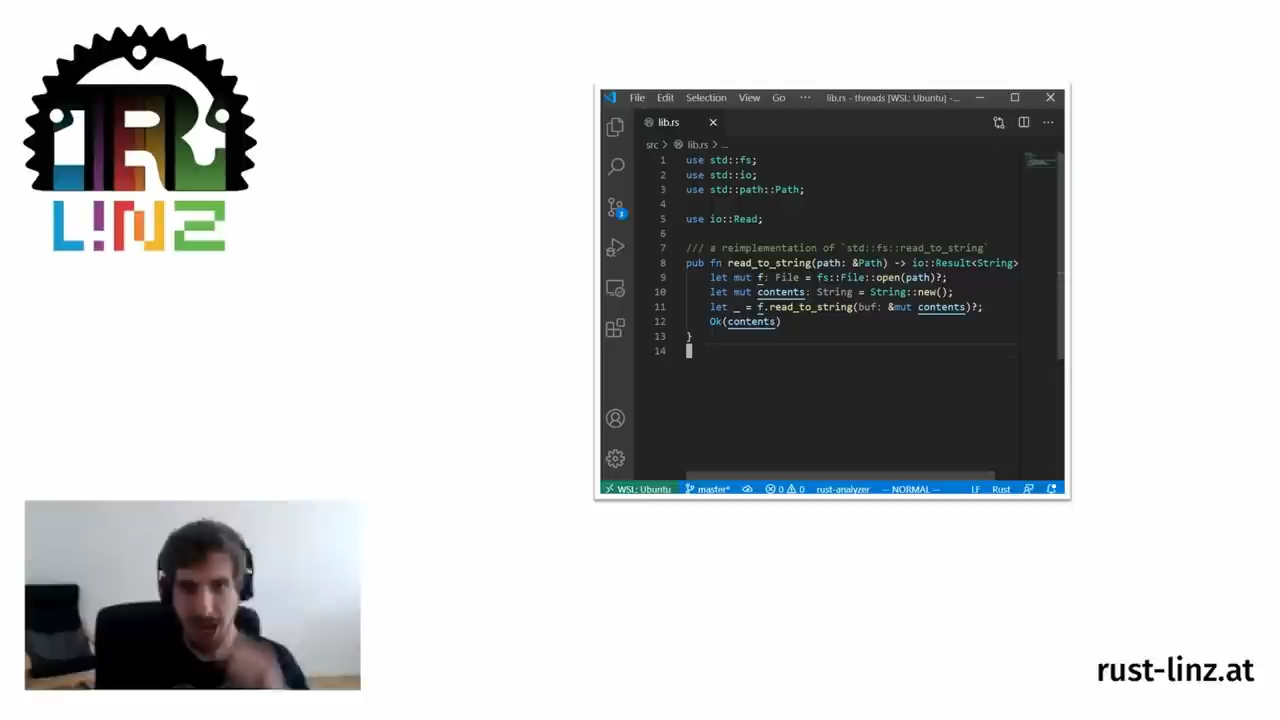 R
L!NZ
File Edit Selection View Go ··· lib.rs - threads [WSL: Ubuntu] -...
lib.rs
src > lib.rs > ...
1 use std::fs;
2 use std::io;
3 use std::path::Path;
4
5 use io::Read;
6
7 /// a reimplementation of `std::fs::read_to_string`
8 pub fn read_to_string(path: &Path) -> io::Result<String>
9 let mut f: File = fs::File::open(path)?;
10 let mut contents: String = String::new();
11 let _ = f.read_to_string(buf: &mut contents)?;
12 Ok(contents)
13 }
14
3
WSL: Ubuntu master* 0 0 rust-analyzer -- NORMAL -- LF Rust
rust-linz.at